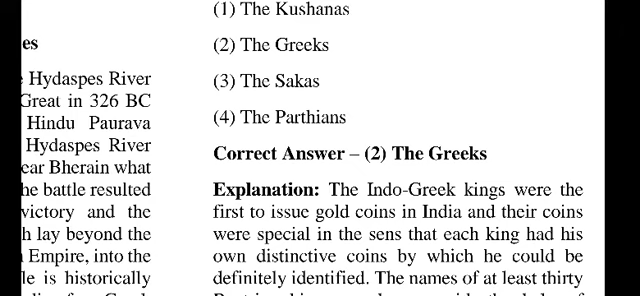 es
Hydaspes River
Great in 326 BC
Hindu Paurava
Hydaspes River
ear Bherain what
he battle resulted
victory and the
h lay beyond the
Empire, into the
le is historically
(1) The Kushanas
(2) The Greeks
(3) The Sakas
(4) The Parthians
Correct Answer – (2) The Greeks
Explanation: The Indo-Greek kings were the
first to issue gold coins in India and their coins
were special in the sens that each king had his
own distinctive coins by which he could be
definitely identified. The names of at least thirty